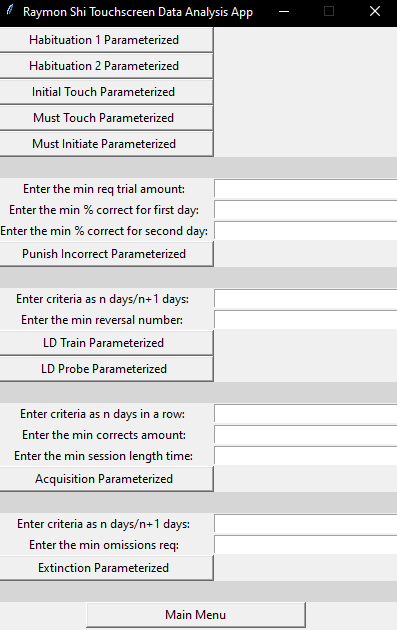 Raymon Shi Touchscreen Data Analysis App
Habituation 1 Parameterized
Habituation 2 Parameterized
Initial Touch Parameterized
Must Touch Parameterized
Must Initiate Parameterized
Enter the min req trial amount:
Enter the min % correct for first day:
Enter the min % correct for second day:
Punish Incorrect Parameterized
Enter criteria as n days/n+1 days:
Enter the min reversal number:
LD Train Parameterized
LD Probe Parameterized
Enter criteria as n days in a row:
Enter the min corrects amount:
Enter the min session length time:
Acquisition Parameterized
Enter criteria as n days/n+1 days:
Enter the min omissions req:
Extinction Parameterized
Main Menu